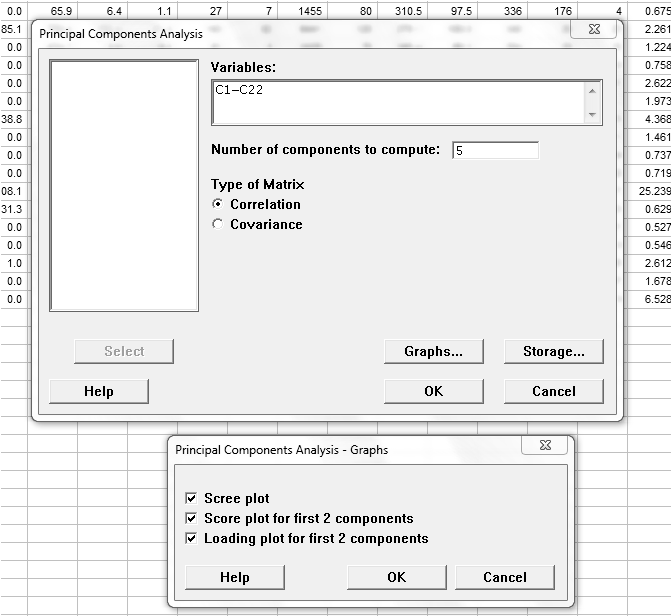 0.0 65.9 6.4 1.1 27 7 1455 80 310.5 97.5 336 176 4 0.675
85.1 2.261
0.0 1.224
0.0 0.758
0.0 2.622
0.0 1.973
38.8 4.368
0.0 1.461
0.0 0.737
0.0 0.719
08.1 25.239
31.3 0.629
0.0 0.527
0.0 0.546
1.0 2.612
0.0 1.678
0.0 6.528
Principal Components Analysis
Variables:
C1-C22
Number of components to compute: 5
Type of Matrix
Correlation
Covariance
Select Graphs... Storage...
Help OK Cancel
Principal Components Analysis - Graphs
Scree plot
Score plot for first 2 components
Loading plot for first 2 components
Help OK Cancel